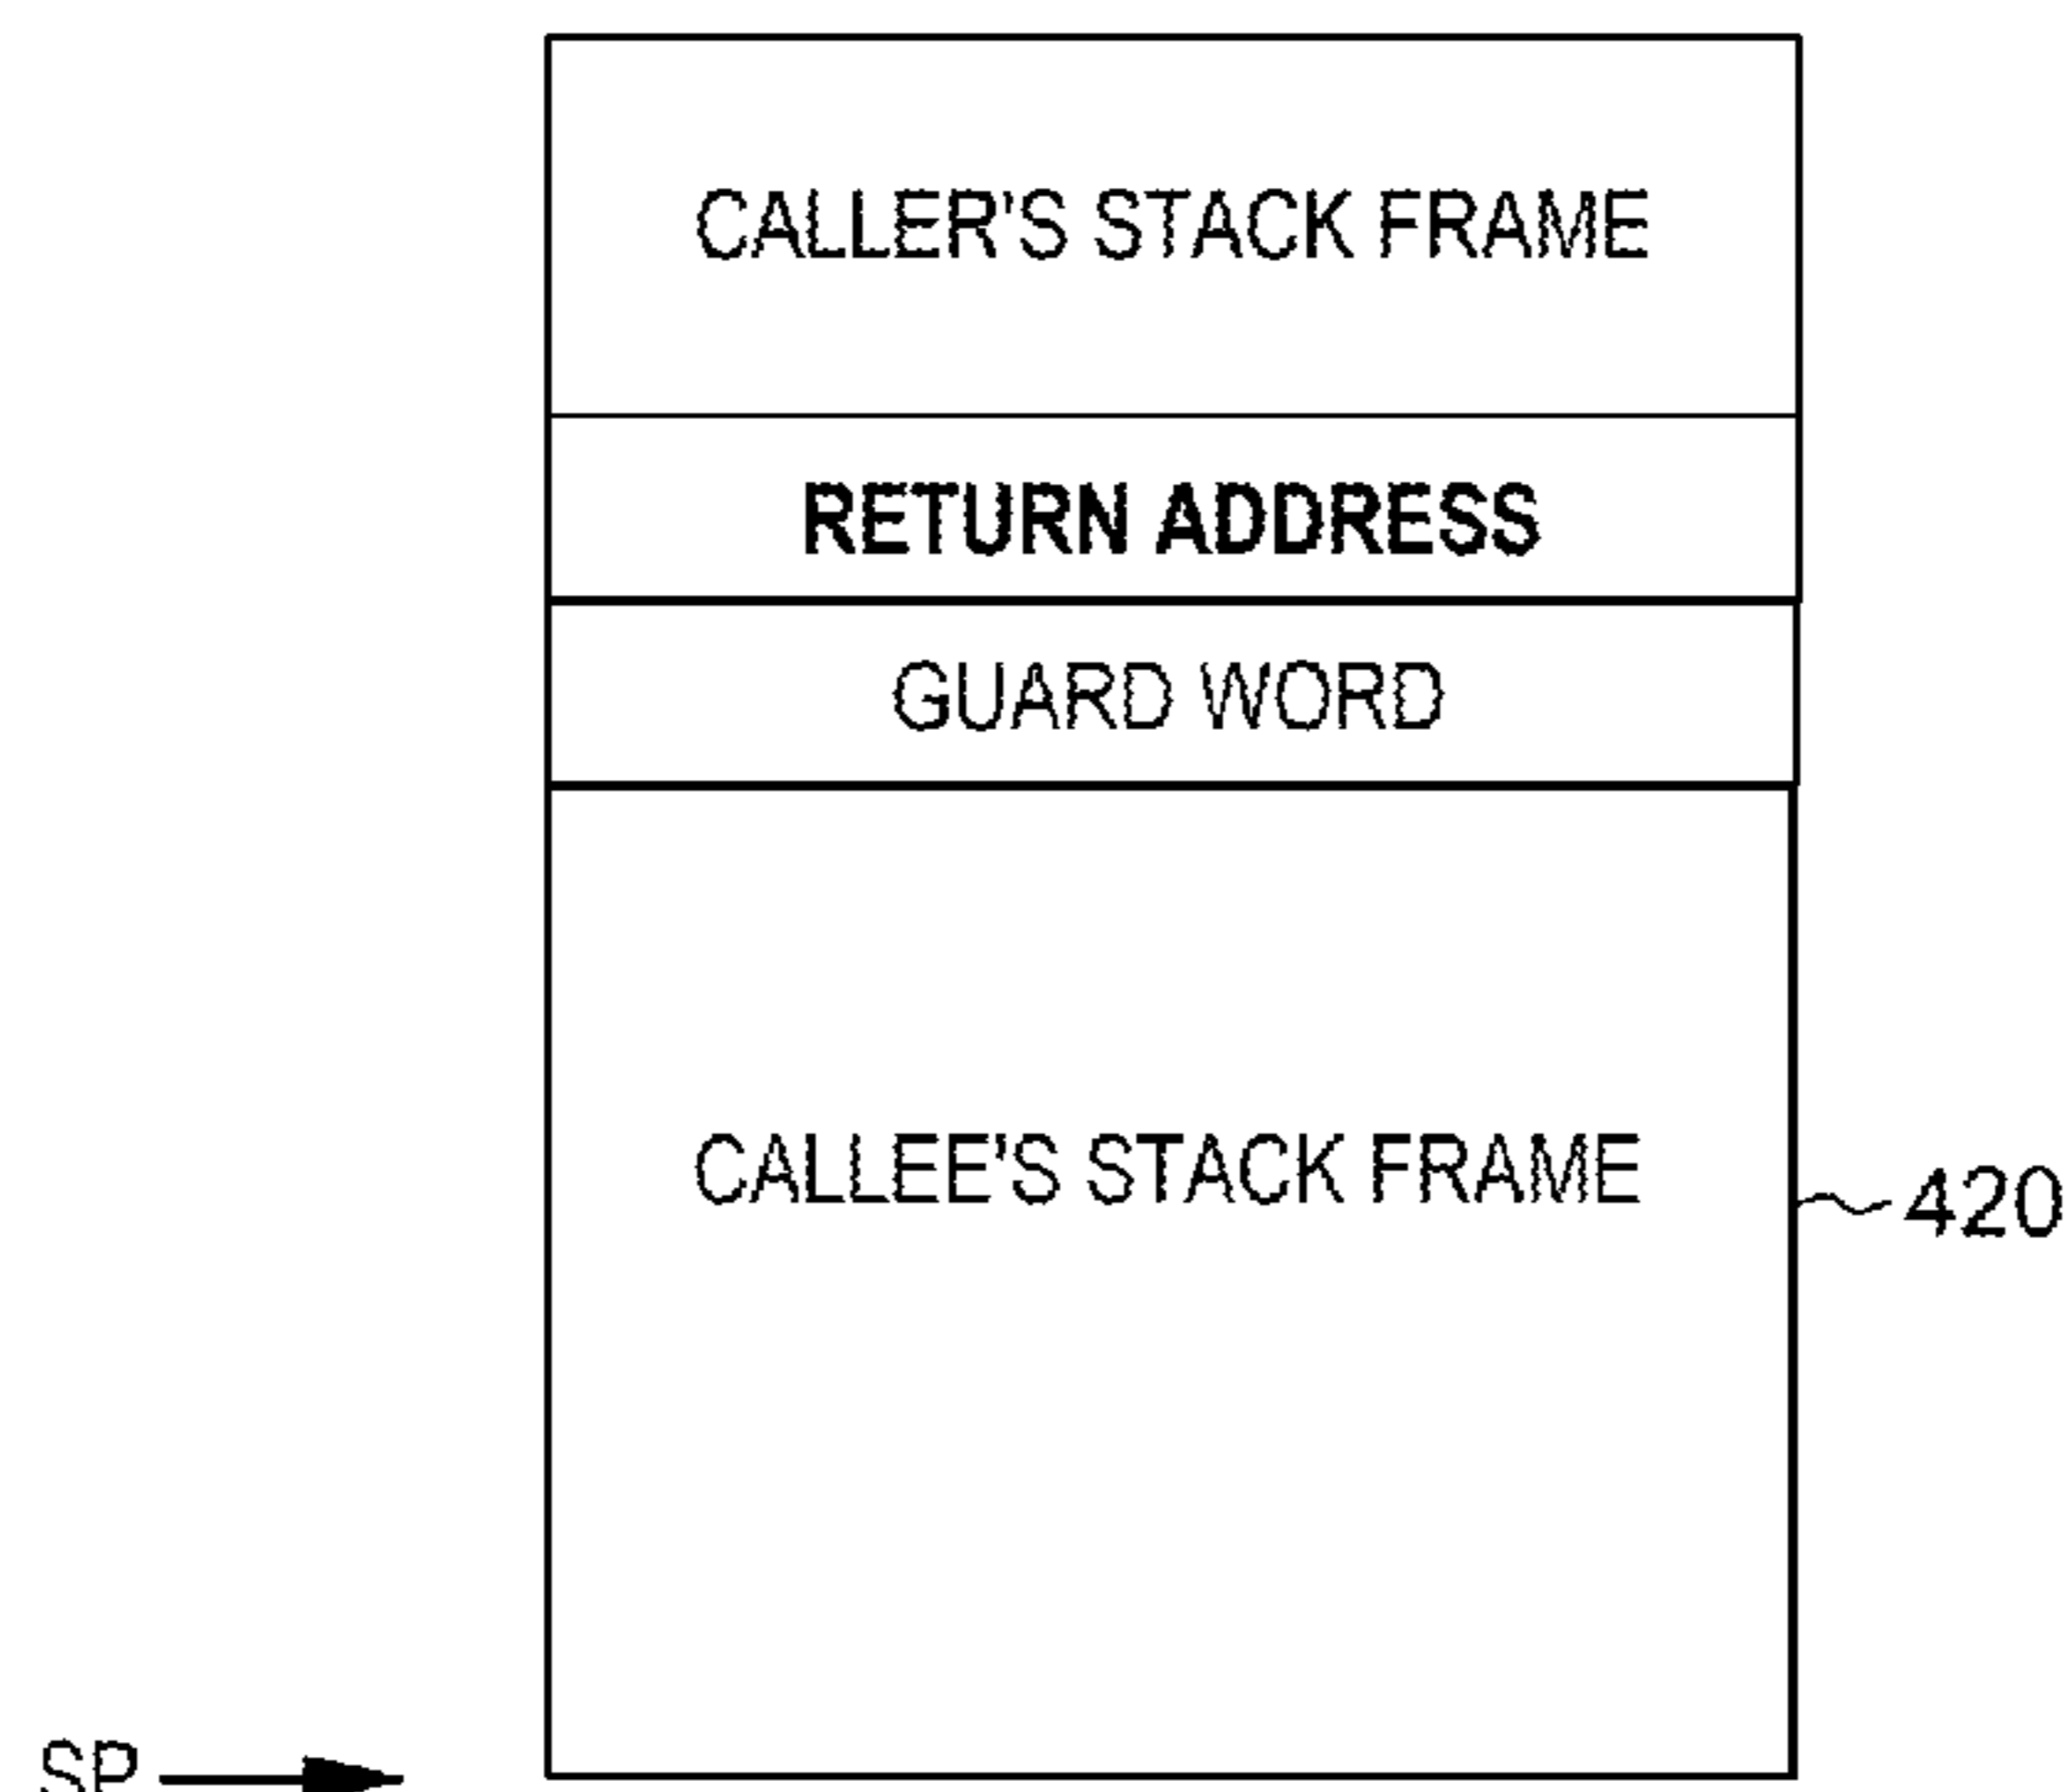 CALLER'S STACK FRAME
RETURN ADDRESS
GUARD WORD
CALLEE'S STACK FRAME
420
SP